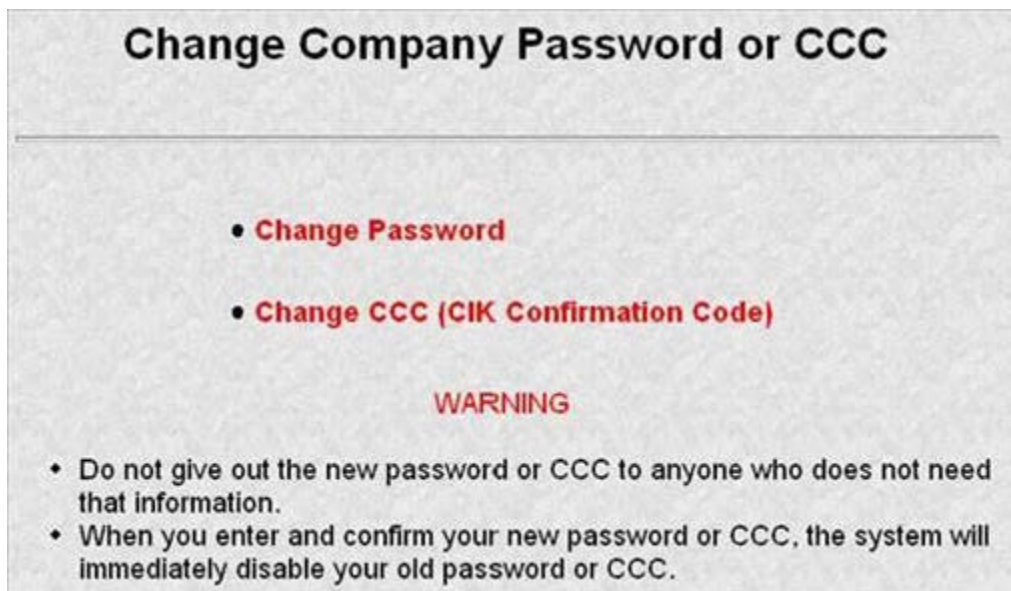 Change Company Password or CCC
• Change Password
• Change CCC (CIK Confirmation Code)
WARNING
• Do not give out the new password or CCC to anyone who does not need
that information.
• When you enter and confirm your new password or CCC, the system will
immediately disable your old password or CCC.